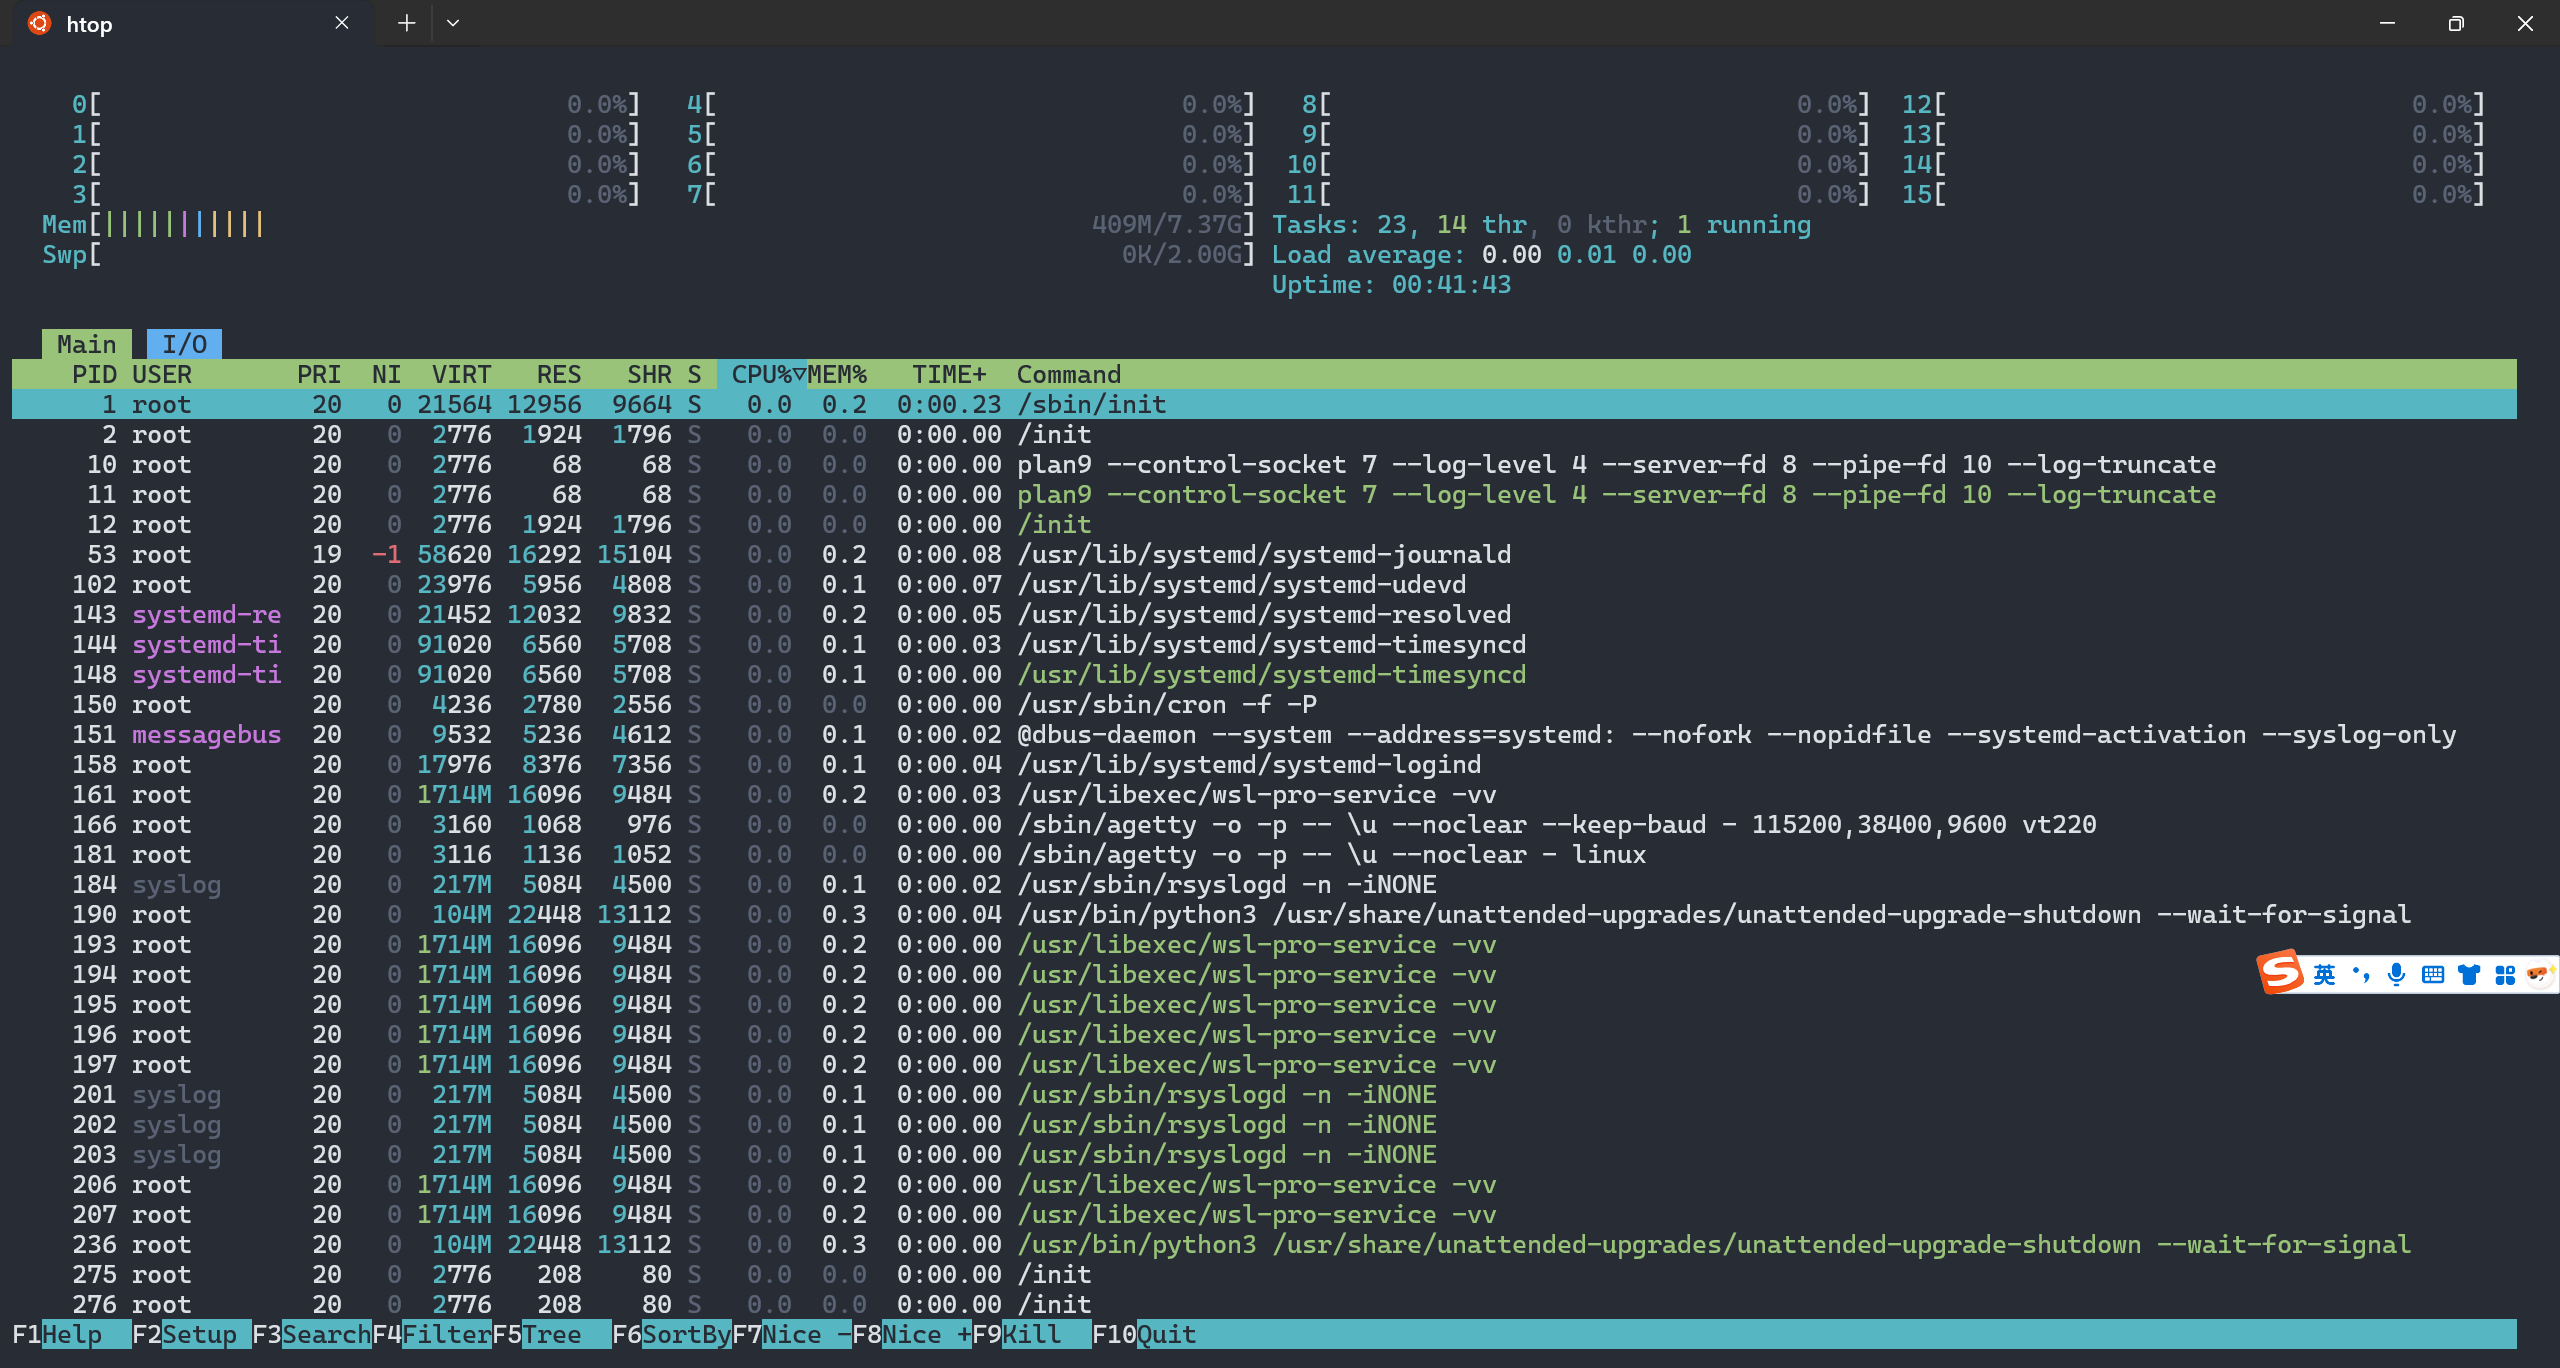 htop
0[ 0.0%] 4[ 0.0%] 8[ 0.0%] 12[ 0.0%]
1[ 0.0%] 5[ 0.0%] 9[ 0.0%] 13[ 0.0%]
2[ 0.0%] 6[ 0.0%] 10[ 0.0%] 14[ 0.0%]
3[ 0.0%] 7[ 0.0%] 11[ 0.0%] 15[ 0.0%]
Mem[||||||||||| 409M/7.37G] Tasks: 23, 14 thr, 0 kthr; 1 running
Swp[ 0K/2.00G] Load average: 0.00 0.01 0.00
Uptime: 00:41:43
Main I/O
PID USER PRI NI VIRT RES SHR S CPU%▽MEM% TIME+ Command
1 root 20 0 21564 12956 9664 S 0.0 0.2 0:00.23 /sbin/init
2 root 20 0 2776 1924 1796 S 0.0 0.0 0:00.00 /init
10 root 20 0 2776 68 68 S 0.0 0.0 0:00.00 plan9 --control-socket 7 --log-level 4 --server-fd 8 --pipe-fd 10 --log-truncate
11 root 20 0 2776 68 68 S 0.0 0.0 0:00.00 plan9 --control-socket 7 --log-level 4 --server-fd 8 --pipe-fd 10 --log-truncate
12 root 20 0 2776 1924 1796 S 0.0 0.0 0:00.00 /init
53 root 19 -1 58620 16292 15104 S 0.0 0.2 0:00.08 /usr/lib/systemd/systemd-journald
102 root 20 0 23976 5956 4808 S 0.0 0.1 0:00.07 /usr/lib/systemd/systemd-udevd
143 systemd-re 20 0 21452 12032 9832 S 0.0 0.2 0:00.05 /usr/lib/systemd/systemd-resolved
144 systemd-ti 20 0 91020 6560 5708 S 0.0 0.1 0:00.03 /usr/lib/systemd/systemd-timesyncd
148 systemd-ti 20 0 91020 6560 5708 S 0.0 0.1 0:00.00 /usr/lib/systemd/systemd-timesyncd
150 root 20 0 4236 2780 2556 S 0.0 0.0 0:00.00 /usr/sbin/cron -f -P
151 messagebus 20 0 9532 5236 4612 S 0.0 0.1 0:00.02 @dbus-daemon --system --address=systemd: --nofork --nopidfile --systemd-activation --syslog-only
158 root 20 0 17976 8376 7356 S 0.0 0.1 0:00.04 /usr/lib/systemd/systemd-logind
161 root 20 0 1714M 16096 9484 S 0.0 0.2 0:00.03 /usr/libexec/wsl-pro-service -vv
166 root 20 0 3160 1068 976 S 0.0 0.0 0:00.00 /sbin/agetty -o -p -- \u --noclear --keep-baud - 115200,38400,9600 vt220
181 root 20 0 3116 1136 1052 S 0.0 0.0 0:00.00 /sbin/agetty -o -p -- \u --noclear - linux
184 syslog 20 0 217M 5084 4500 S 0.0 0.1 0:00.02 /usr/sbin/rsyslogd -n -iNONE
190 root 20 0 104M 22448 13112 S 0.0 0.3 0:00.04 /usr/bin/python3 /usr/share/unattended-upgrades/unattended-upgrade-shutdown --wait-for-signal
193 root 20 0 1714M 16096 9484 S 0.0 0.2 0:00.00 /usr/libexec/wsl-pro-service -vv
194 root 20 0 1714M 16096 9484 S 0.0 0.2 0:00.00 /usr/libexec/wsl-pro-service -vv
英
195 root 20 0 1714M 16096 9484 S 0.0 0.2 0:00.00 /usr/libexec/wsl-pro-service -vv
196 root 20 0 1714M 16096 9484 S 0.0 0.2 0:00.00 /usr/libexec/wsl-pro-service -vv
197 root 20 0 1714M 16096 9484 S 0.0 0.2 0:00.00 /usr/libexec/wsl-pro-service -vv
201 syslog 20 0 217M 5084 4500 S 0.0 0.1 0:00.00 /usr/sbin/rsyslogd -n -iNONE
202 syslog 20 0 217M 5084 4500 S 0.0 0.1 0:00.00 /usr/sbin/rsyslogd -n -iNONE
203 syslog 20 0 217M 5084 4500 S 0.0 0.1 0:00.00 /usr/sbin/rsyslogd -n -iNONE
206 root 20 0 1714M 16096 9484 S 0.0 0.2 0:00.00 /usr/libexec/wsl-pro-service -vv
207 root 20 0 1714M 16096 9484 S 0.0 0.2 0:00.00 /usr/libexec/wsl-pro-service -vv
236 root 20 0 104M 22448 13112 S 0.0 0.3 0:00.00 /usr/bin/python3 /usr/share/unattended-upgrades/unattended-upgrade-shutdown --wait-for-signal
275 root 20 0 2776 208 80 S 0.0 0.0 0:00.00 /init
276 root 20 0 2776 208 80 S 0.0 0.0 0:00.00 /init
F1Help F2Setup F3SearchF4FilterF5Tree F6SortByF7Nice -F8Nice +F9Kill F10Quit